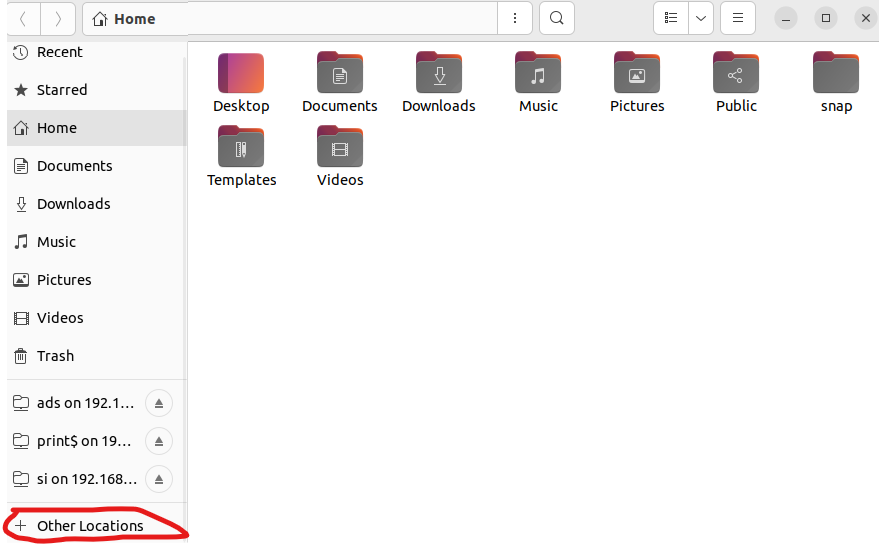 Home
Recent
Starred
Home
Documents
Downloads
Music
Pictures
Videos
Trash
ads on 192.1...
print$ on 19...
si on 192.168...
Other Locations
Desktop
Documents
Downloads
Music
Pictures
Public
snap
Templates
Videos